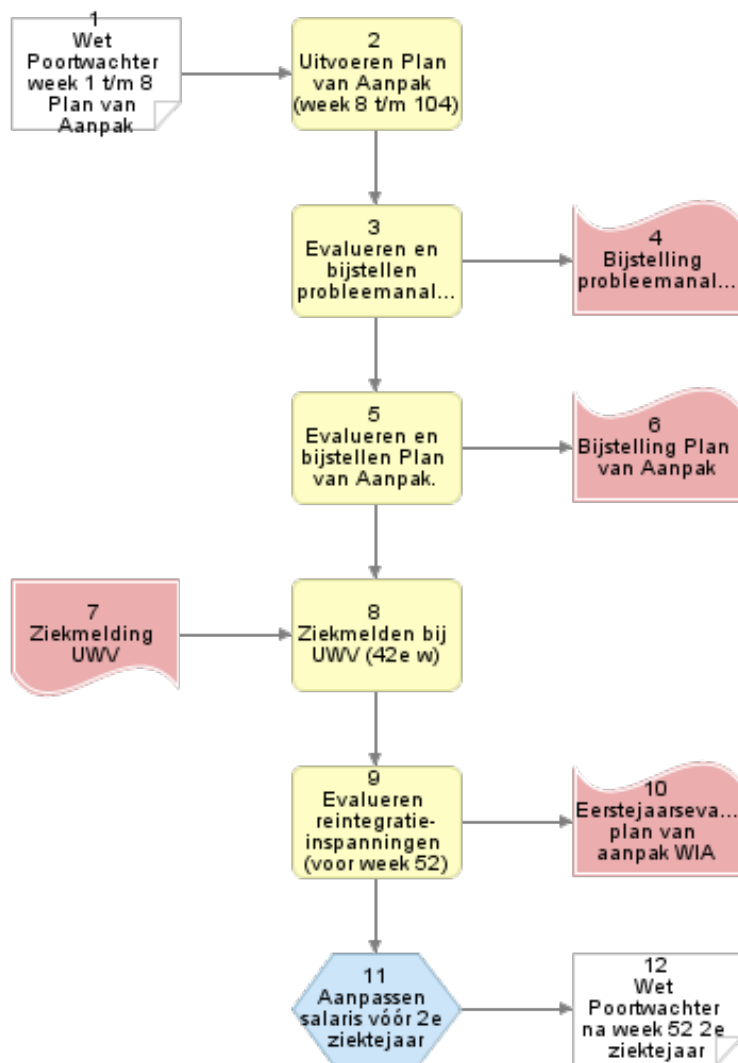 1
Wet
Poortwachter
week 1 t/m 8
Plan van
Aanpak
2
Uitvoeren Plan
van Aanpak
(week 8 t/m 104)
3
Evalueren en
bijstellen
probleemanal...
4
Bijstelling
probleemanal...
5
Evalueren en
bijstellen Plan
van Aanpak.
6
Bijstelling Plan
van Aanpak
7
Ziekmelding
UWV
8
Ziekmelden bij
UWV (42e w)
9
Evalueren
reintegratie-
inspanningen
(voor week 52)
10
Eerstejaarseva...
plan van
aanpak WIA
11
Aanpassen
salaris vóór 2e
ziektejaar
12
Wet
Poortwachter
na week 52 2e
ziektejaar